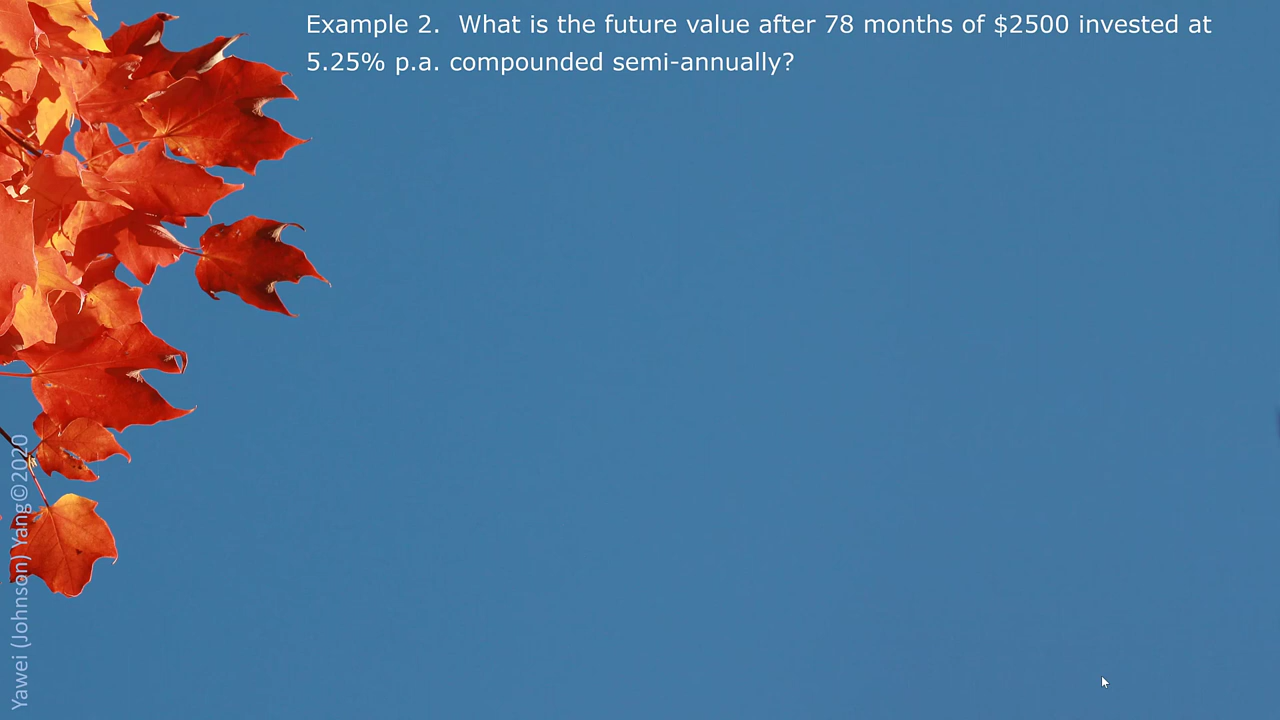 Example 2.  What is the future value after 78 months of $2500 invested at
5.25% p.a. compounded semi-annually?
Yawei (Johnson) Yang©2020